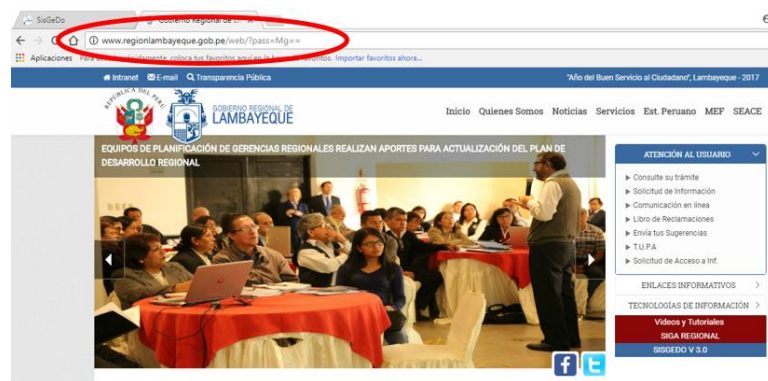 SisGeDo
Gobierno Regional de L...
www.regionlambayeque.gob.pe/web/?pass=Mg==
Aplicaciones
favoritos. Importar favoritos ahora...
Intranet E-mail Transparencia Pública
"Año del Buen Servicio al Ciudadano", Lambayeque - 2017
REPÚBLICA DEL PERÚ
GOBIERNO REGIONAL DE
LAMBAYEQUE
Inicio Quienes Somos Noticias Servicios Est. Peruano MEF SEACE
EQUIPOS DE PLANIFICACIÓN DE GERENCIAS REGIONALES REALIZAN APORTES PARA ACTUALIZACIÓN DEL PLAN DE
DESARROLLO REGIONAL
ATENCIÓN AL USUARIO
Consulte su trámite
Solicitud de Información
Comunicación en línea
Libro de Reclamaciones
Envía tus Sugerencias
T.U.P.A
Solicitud de Acceso a Inf.
ENLACES INFORMATIVOS
TECNOLOGÍAS DE INFORMACIÓN
Videos y Tutoriales
SIGA REGIONAL
SISGEDO V 3.0